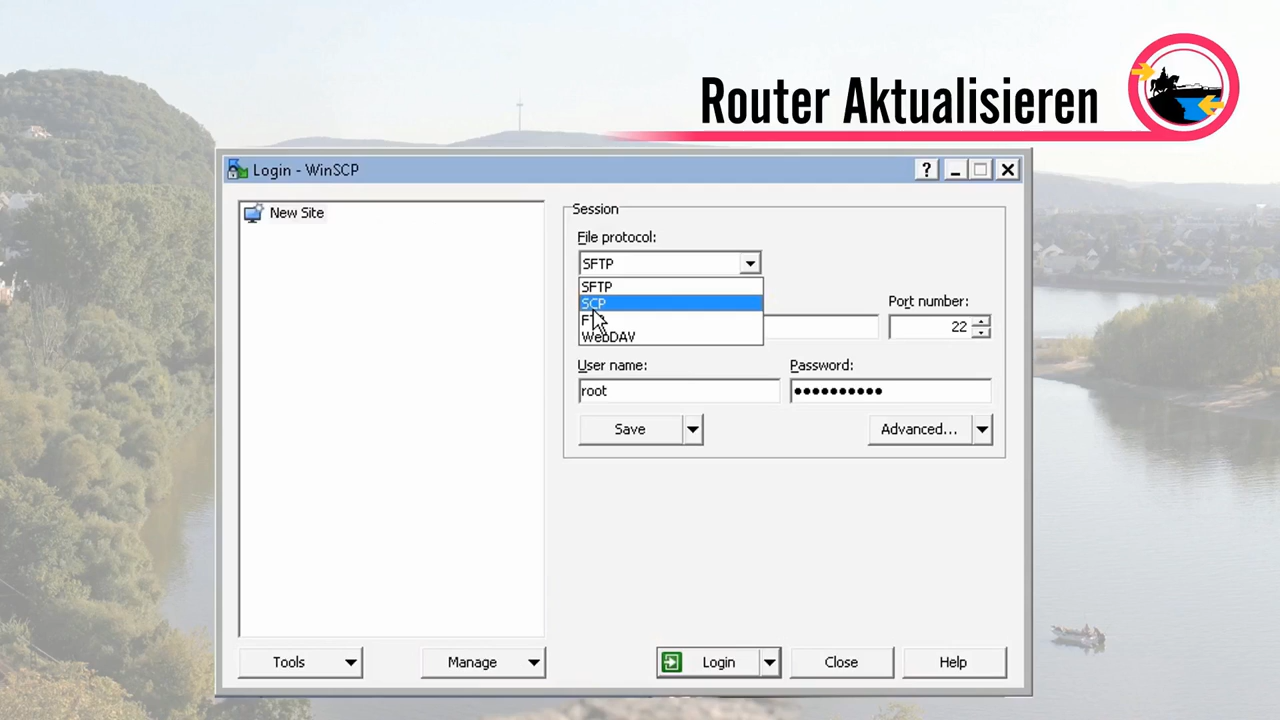 Router Aktualisieren
Login - WinSCP
New Site
Session
File protocol:
SFTP
SFTP
SCP
WebDAV
Port number:
22
User name:
Password:
root
●●●●●●●●●●
Save
Advanced...
Tools
Manage
Login
Close
Help